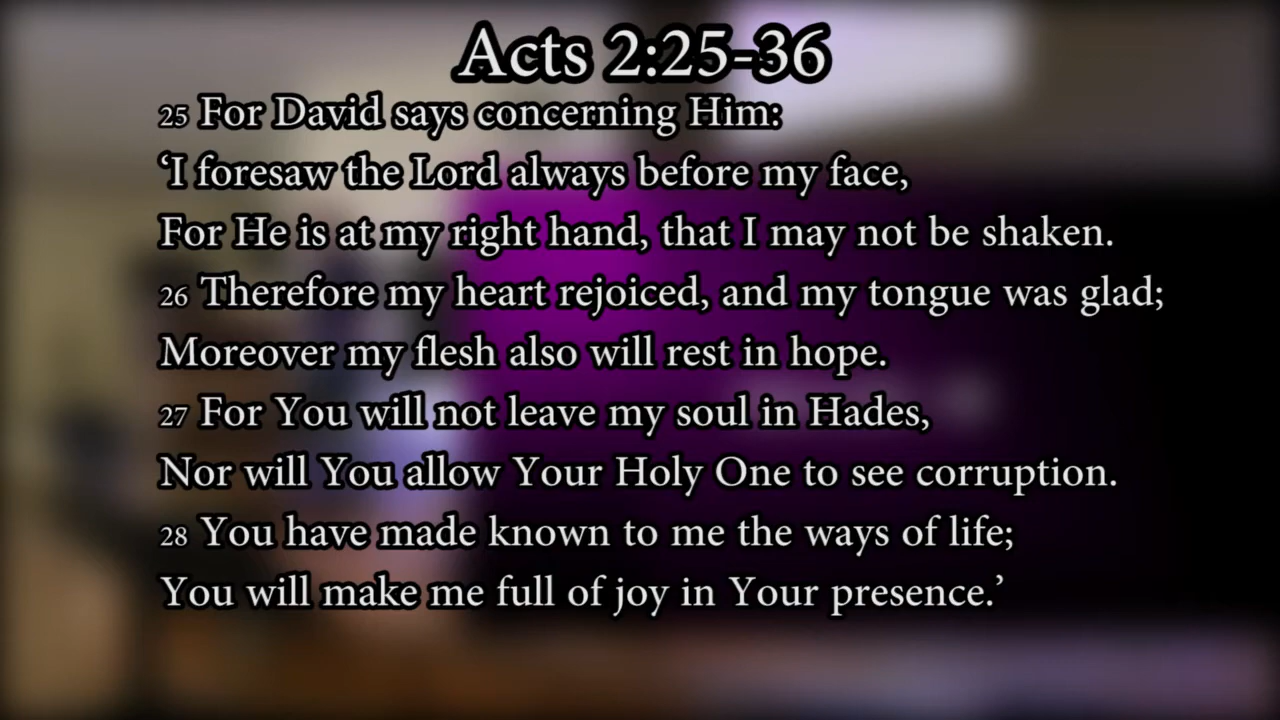 Acts 2:25-36
25 For David says concerning Him:
‘I foresaw the Lord always before my face,
For He is at my right hand, that I may not be shaken.
26 Therefore my heart rejoiced, and my tongue was glad;
Moreover my flesh also will rest in hope.
27 For You will not leave my soul in Hades,
Nor will You allow Your Holy One to see corruption.
28 You have made known to me the ways of life;
You will make me full of joy in Your presence.’